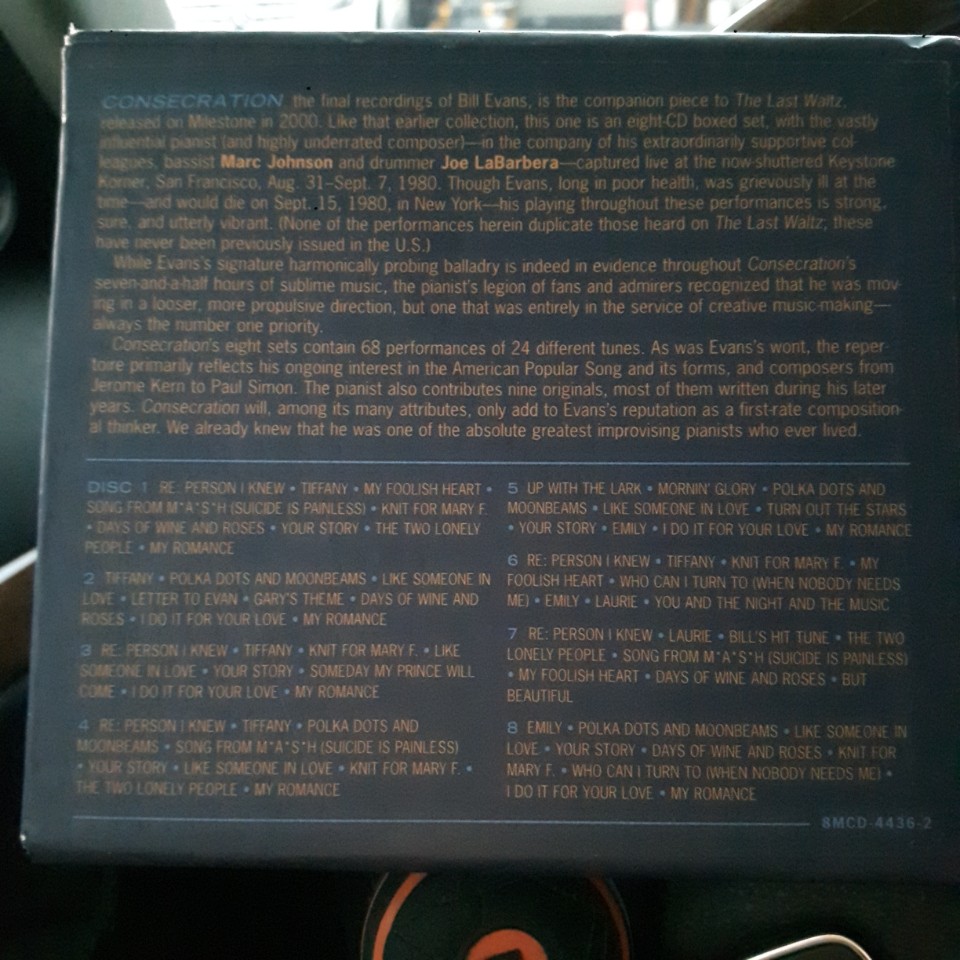 CONSECRATION, the final recordings of Bill Evans, is the companion piece to The Last Waltz,
released on Milestone in 2000. Like that earlier collection, this one is an eight-CD boxed set, with the vastly
influential pianist (and highly underrated composer)—in the company of his extraordinarily supportive col-
leagues, bassist Marc Johnson and drummer Joe LaBarbera—captured live at the now-shuttered Keystone
Korner, San Francisco, Aug. 31–Sept. 7, 1980. Though Evans, long in poor health, was grievously ill at the
time—and would die on Sept. 15, 1980, in New York—his playing throughout these performances is strong,
sure, and utterly vibrant. (None of the performances herein duplicate those heard on The Last Waltz; these
have never been previously issued in the U.S.)
While Evans's signature harmonically probing balladry is indeed in evidence throughout Consecration's
seven-and-a-half hours of sublime music, the pianist's legion of fans and admirers recognized that he was mov-
ing in a looser, more propulsive direction, but one that was entirely in the service of creative music-making—
always the number one priority.
Consecration's eight sets contain 68 performances of 24 different tunes. As was Evans's wont, the reper-
toire primarily reflects his ongoing interest in the American Popular Song and its forms, and composers from
Jerome Kern to Paul Simon. The pianist also contributes nine originals, most of them written during his later
years. Consecration will, among its many attributes, only add to Evans's reputation as a first-rate composition-
al thinker. We already knew that he was one of the absolute greatest improvising pianists who ever lived.
DISC 1 RE: PERSON I KNEW • TIFFANY • MY FOOLISH HEART •
SONG FROM M*A*S*H (SUICIDE IS PAINLESS) • KNIT FOR MARY F.
• DAYS OF WINE AND ROSES • YOUR STORY • THE TWO LONELY
PEOPLE • MY ROMANCE
2 TIFFANY • POLKA DOTS AND MOONBEAMS • LIKE SOMEONE IN
LOVE • LETTER TO EVAN • GARY'S THEME • DAYS OF WINE AND
ROSES • I DO IT FOR YOUR LOVE • MY ROMANCE
3 RE: PERSON I KNEW • TIFFANY • KNIT FOR MARY F. • LIKE
SOMEONE IN LOVE • YOUR STORY • SOMEDAY MY PRINCE WILL
COME • I DO IT FOR YOUR LOVE • MY ROMANCE
4 RE: PERSON I KNEW • TIFFANY • POLKA DOTS AND
MOONBEAMS • SONG FROM M*A*S*H (SUICIDE IS PAINLESS)
• YOUR STORY • LIKE SOMEONE IN LOVE • KNIT FOR MARY F. •
THE TWO LONELY PEOPLE • MY ROMANCE
5 UP WITH THE LARK • MORNIN' GLORY • POLKA DOTS AND
MOONBEAMS • LIKE SOMEONE IN LOVE • TURN OUT THE STARS
• YOUR STORY • EMILY • I DO IT FOR YOUR LOVE • MY ROMANCE
6 RE: PERSON I KNEW • TIFFANY • KNIT FOR MARY F. • MY
FOOLISH HEART • WHO CAN I TURN TO (WHEN NOBODY NEEDS
ME) • EMILY • LAURIE • YOU AND THE NIGHT AND THE MUSIC
7 RE: PERSON I KNEW • LAURIE • BILL'S HIT TUNE • THE TWO
LONELY PEOPLE • SONG FROM M*A*S*H (SUICIDE IS PAINLESS)
• MY FOOLISH HEART • DAYS OF WINE AND ROSES • BUT
BEAUTIFUL
8 EMILY • POLKA DOTS AND MOONBEAMS • LIKE SOMEONE IN
LOVE • YOUR STORY • DAYS OF WINE AND ROSES • KNIT FOR
MARY F. • WHO CAN I TURN TO (WHEN NOBODY NEEDS ME) •
I DO IT FOR YOUR LOVE • MY ROMANCE
8MCD-4436-2